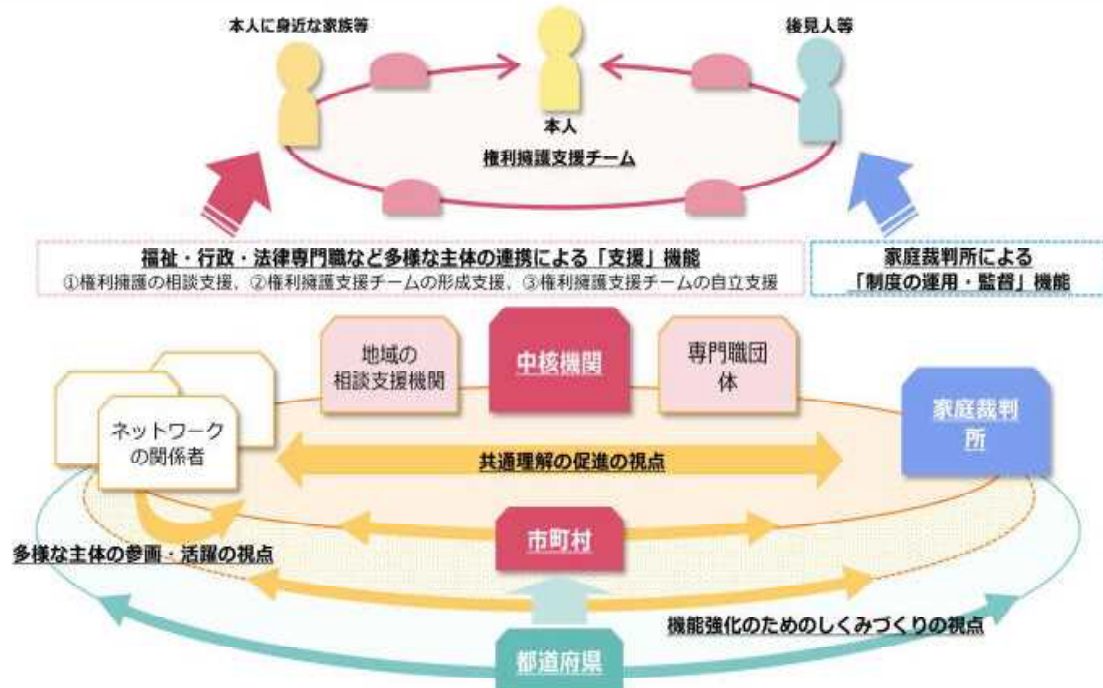 本人に身近な家族等
後見人等
本人
権利擁護支援チーム
福祉・行政・法律専門職など多様な主体の連携による「支援」機能
①権利擁護の相談支援、②権利擁護支援チームの形成支援、③権利擁護支援チームの自立支援
家庭裁判所による
「制度の運用・監督」機能
地域の
相談支援機関
中核機関
専門職団
体
家庭裁判
所
ネットワーク
の関係者
共通理解の促進の視点
市町村
多様な主体の参画・活躍の視点
機能強化のためのしくみづくりの視点
都道府県